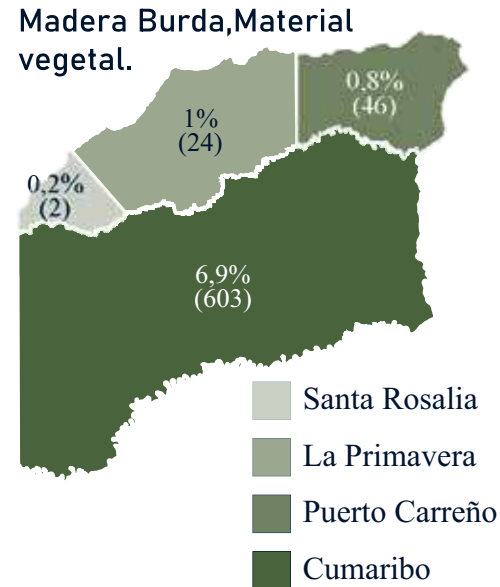 Madera Burda,Material
vegetal.
0,8%
(46)
1%
(24)
0,2%
(2)
6,9%
(603)
Santa Rosalia
La Primavera
Puerto Carreño
Cumaribo